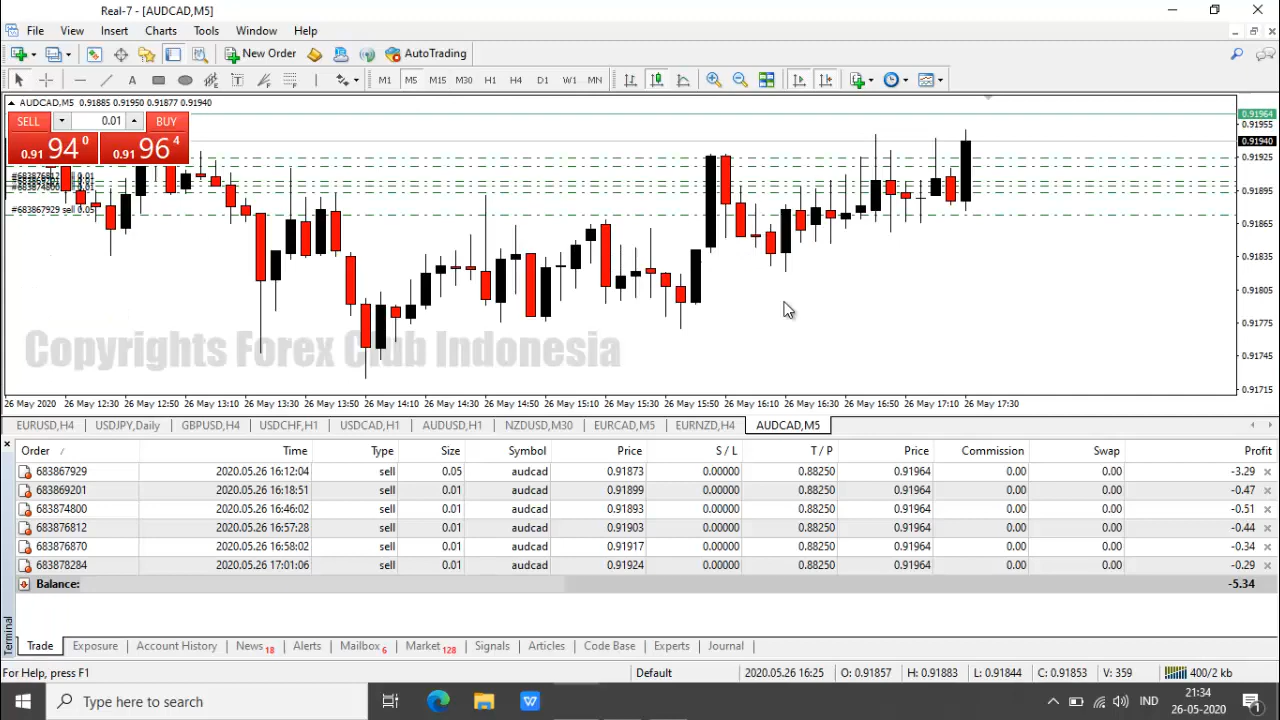 Real-7 - [AUDCAD,M5]
File View Insert Charts Tools Window Help
New Order AutoTrading
A T M1 M5 M15 M30 H1 H4 D1 W1 MN
AUDCAD,M5 0.91885 0.91950 0.91877 0.91940
SELL 0.01 BUY
0.91 94 0 0.91 96 4
0.91964
0.91955
0.91940
0.91925
0.91895
0.91865
0.91835
0.91805
0.91775
0.91745
0.91715
#683867929 sell 0.05
Copyrights Forex Club Indonesia
26 May 2020 26 May 12:30 26 May 12:50 26 May 13:10 26 May 13:30 26 May 13:50 26 May 14:10 26 May 14:30 26 May 14:50 26 May 15:10 26 May 15:30 26 May 15:50 26 May 16:10 26 May 16:30 26 May 16:50 26 May 17:10 26 May 17:30
EURUSD,H4 USDJPY,Daily GBPUSD,H4 USDCHF,H1 USDCAD,H1 AUDUSD,H1 NZDUSD,M30 EURCAD,M5 EURNZD,H4 AUDCAD,M5
Order / Time Type Size Symbol Price S / L T / P Price Commission Swap Profit
683867929 2020.05.26 16:12:04 sell 0.05 audcad 0.91873 0.00000 0.88250 0.91964 0.00 0.00 -3.29
683869201 2020.05.26 16:18:51 sell 0.01 audcad 0.91899 0.00000 0.88250 0.91964 0.00 0.00 -0.47
683874800 2020.05.26 16:46:02 sell 0.01 audcad 0.91893 0.00000 0.88250 0.91964 0.00 0.00 -0.51
683876812 2020.05.26 16:57:28 sell 0.01 audcad 0.91903 0.00000 0.88250 0.91964 0.00 0.00 -0.44
683876870 2020.05.26 16:58:02 sell 0.01 audcad 0.91917 0.00000 0.88250 0.91964 0.00 0.00 -0.34
683878284 2020.05.26 17:01:06 sell 0.01 audcad 0.91924 0.00000 0.88250 0.91964 0.00 0.00 -0.29
Balance: -5.34
Terminal
Trade Exposure Account History News 18 Alerts Mailbox 6 Market 128 Signals Articles Code Base Experts Journal
For Help, press F1 Default 2020.05.26 16:25 O: 0.91857 H: 0.91883 L: 0.91844 C: 0.91853 V: 359 400/2 kb
Type here to search W IND 21:34
26-05-2020 1